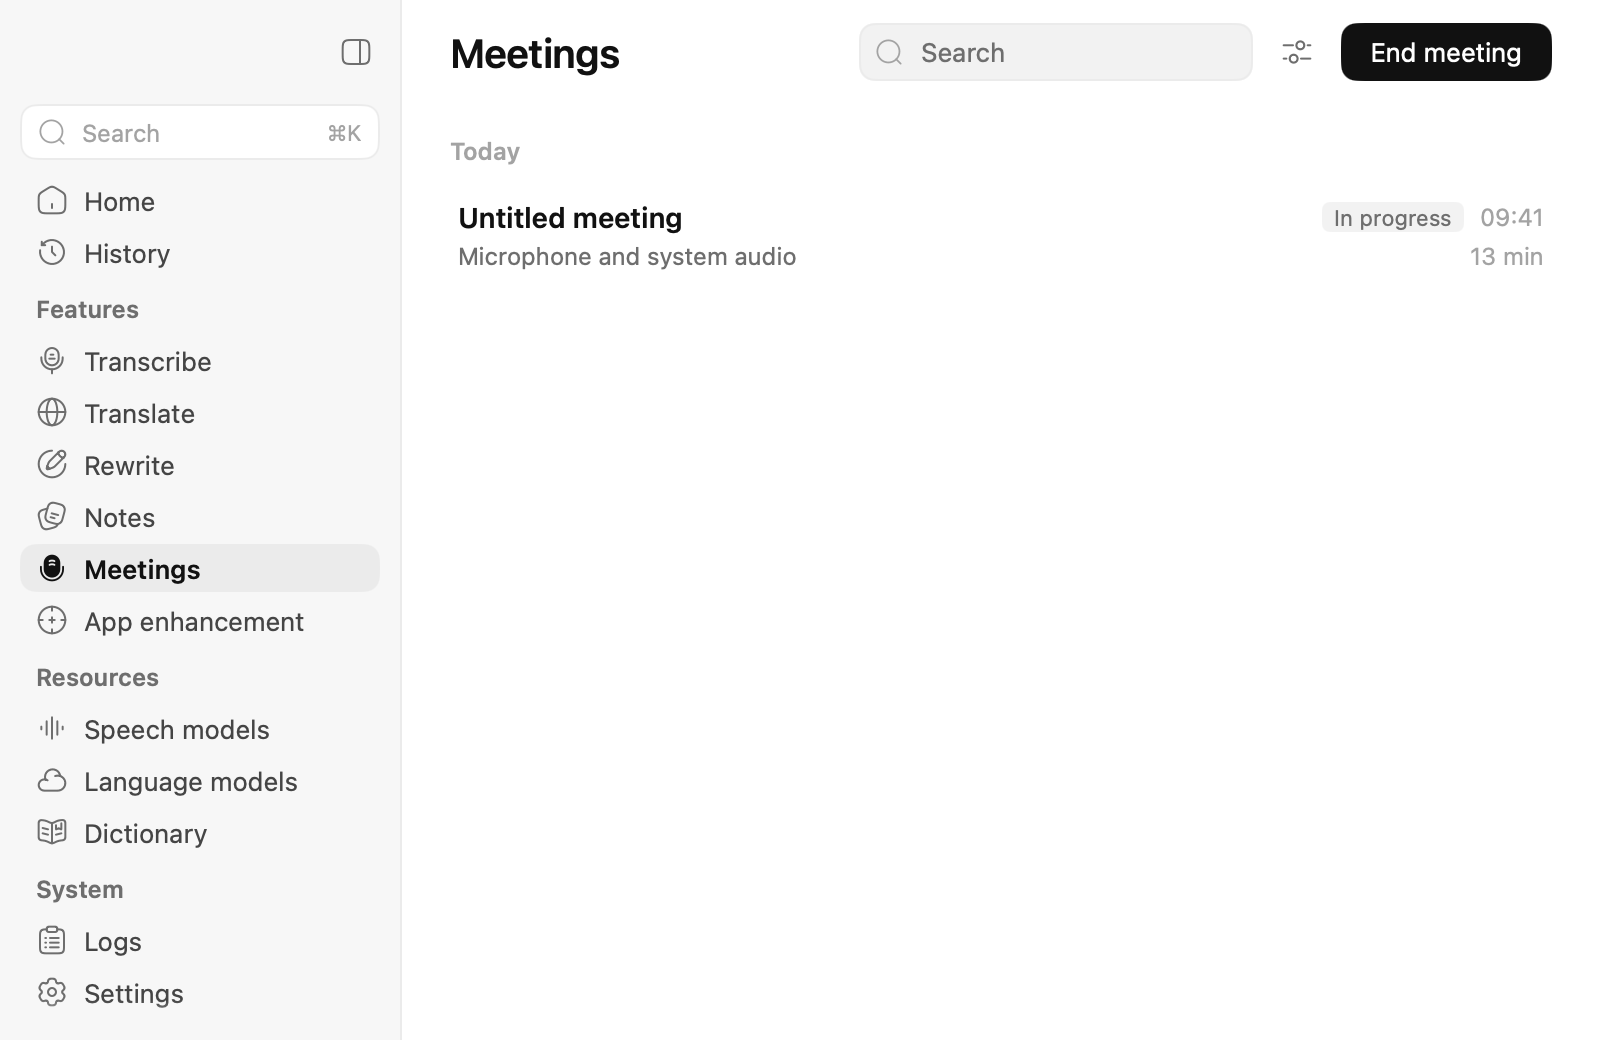 Search ⌘K
Home
History
Features
Transcribe
Translate
Rewrite
Notes
Meetings
App enhancement
Resources
Speech models
Language models
Dictionary
System
Logs
Settings
Meetings
Search
End meeting
Today
Untitled meeting
In progress 09:41
Microphone and system audio
13 min